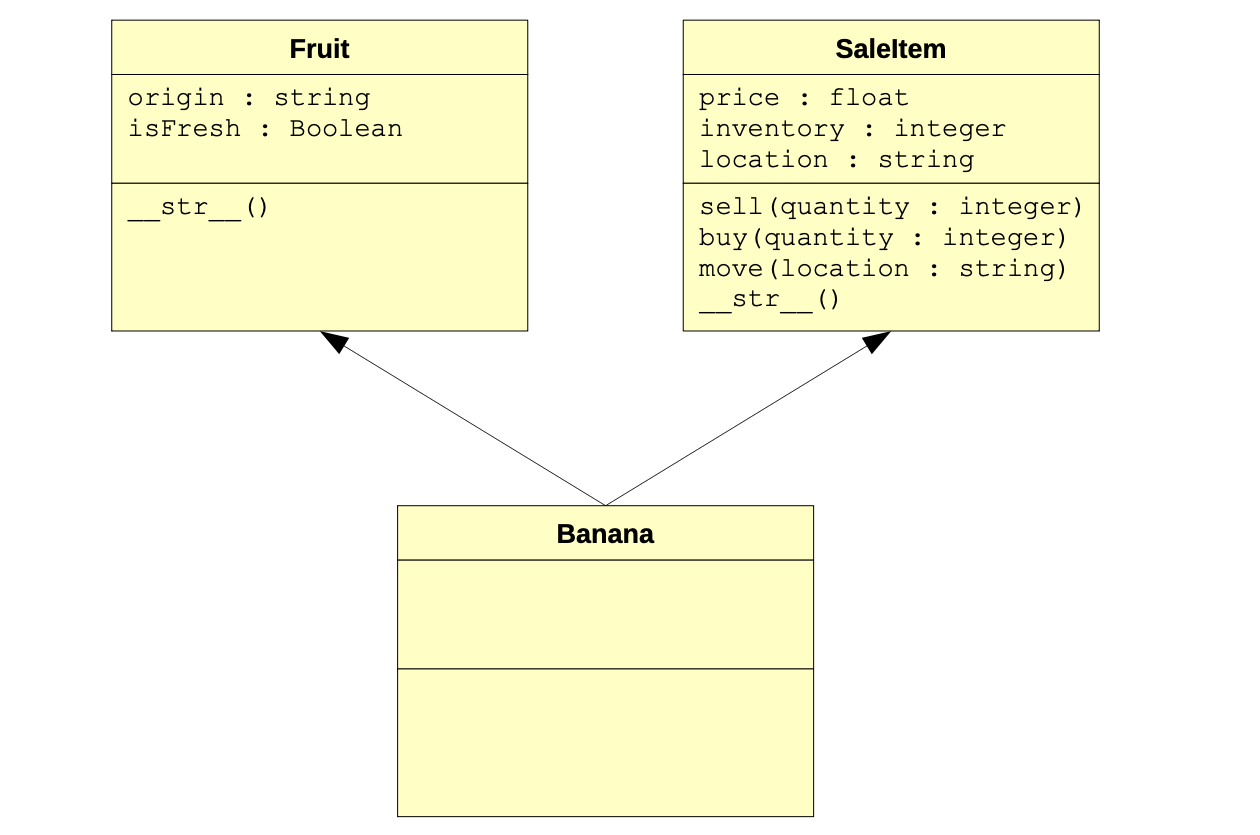 Fruit
origin : string
isFresh : Boolean
__str__()
SaleItem
price : float
inventory : integer
location : string
sell(quantity : integer)
buy(quantity : integer)
move(location : string)
__str__()
Banana